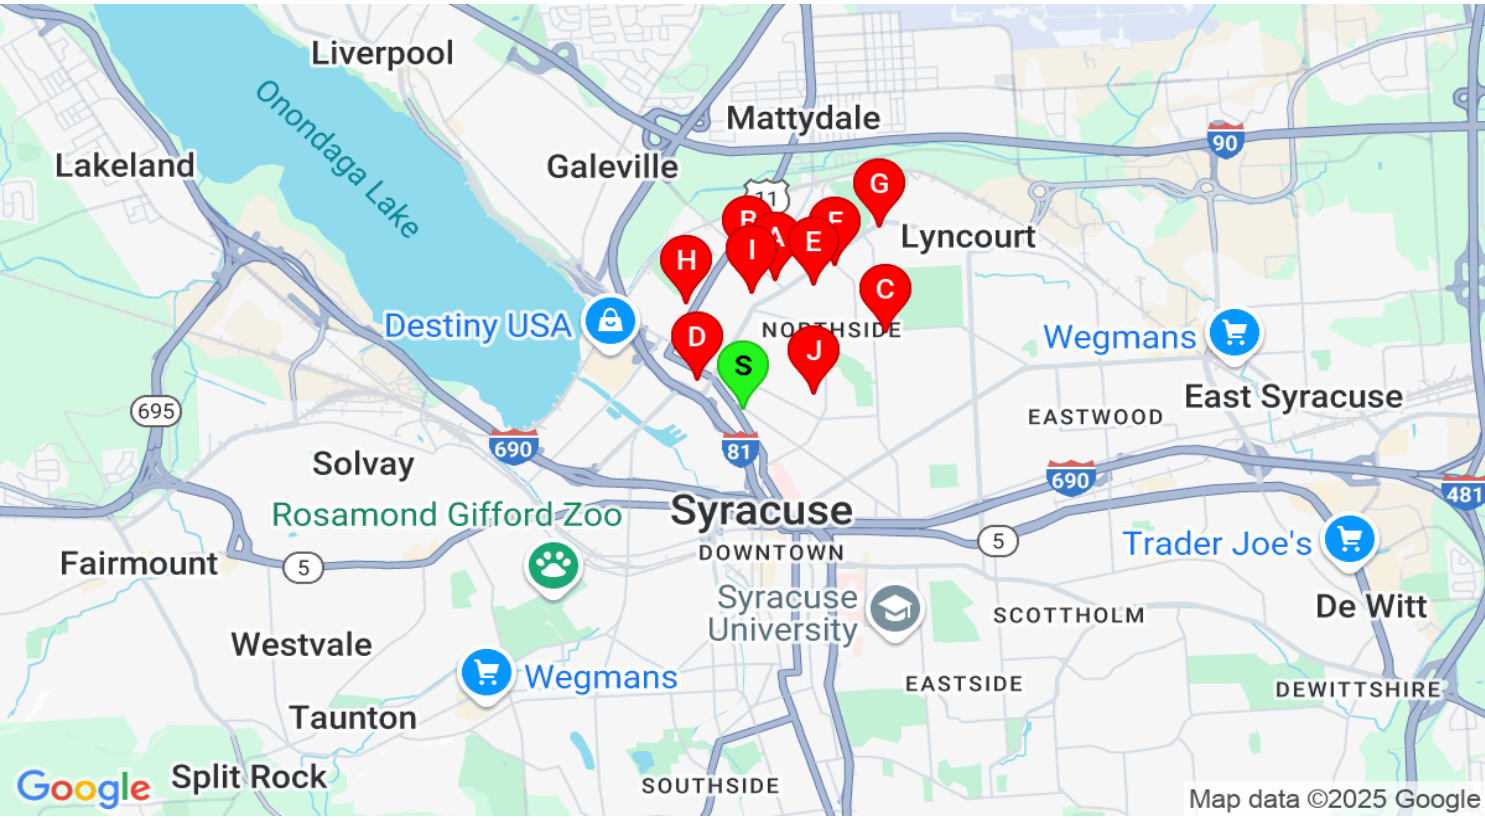 Liverpool
Onondaga Lake
Mattydale
90
Lakeland
Galeville
11
G
B
A
F
E
I
Lyncourt
H
C
Destiny USA
NORTHSIDE
D
S
J
Wegmans
East Syracuse
695
EASTWOOD
690
81
Solvay
690
481
Rosamond Gifford Zoo
Syracuse
5
Trader Joe's
DOWNTOWN
Fairmount
5
Syracuse
University
SCOTTHOLM
De Witt
Westvale
Wegmans
EASTSIDE
DEWITTSHIRE
Taunton
Split Rock
SOUTHSIDE
Google
Map data ©2025 Google